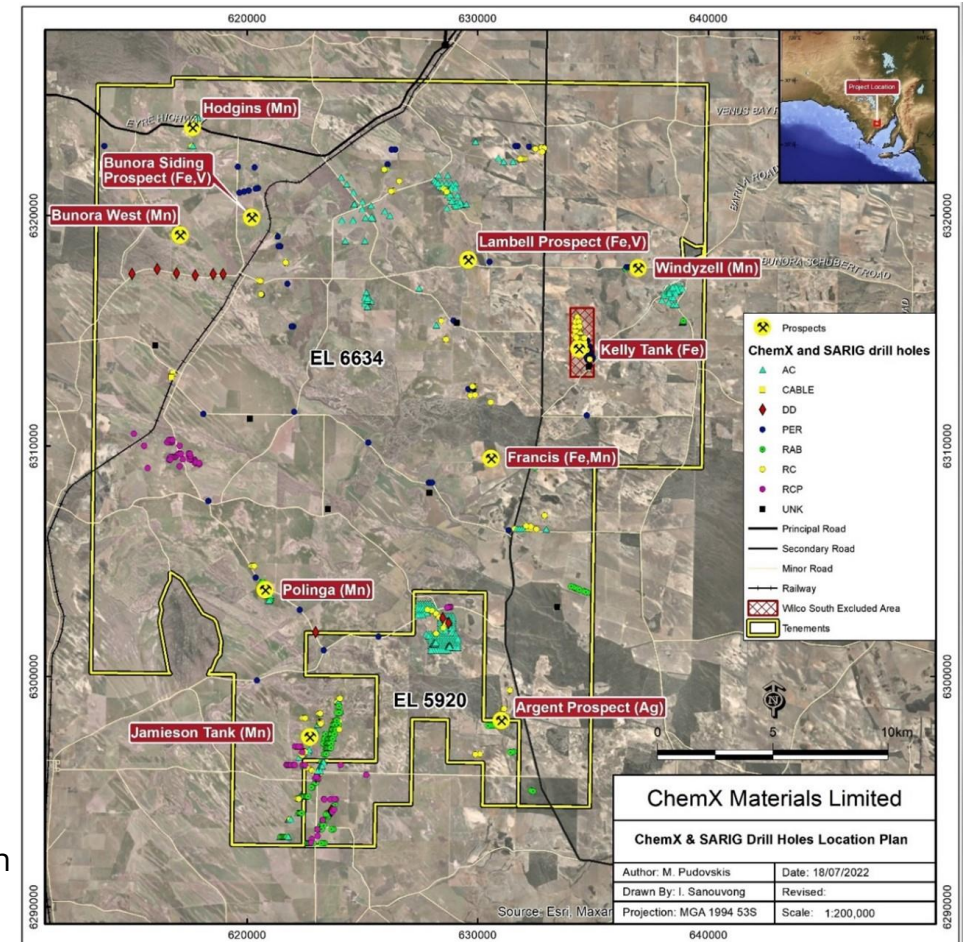 620000
630000
640000
Hodgins (Mn)
EYRE HIGHWAY
Bunora Siding
Prospect (Fe,V)
Bunora West (Mn)
Project Location
VENUS BAY
BARNA ROAD
6320000
6320000
Lambell Prospect (Fe,V)
Windyzell (Mn)
BUNORA SCHUBERT ROAD
EL 6634
Kelly Tank (Fe)
Prospects
ChemX and SARIG drill holes
AC
CABLE
DD
PER
RAB
RC
RCP
UNK
Principal Road
Secondary Road
Minor Road
Railway
Wilco South Excluded Area
Tenements
6310000
6310000
Francis (Fe,Mn)
Polinga (Mn)
6300000
6300000
EL 5920
Argent Prospect (Ag)
Jamieson Tank (Mn)
N
0
5
10km
ChemX Materials Limited
ChemX & SARIG Drill Holes Location Plan
Author: M. Pudovskis
Date: 18/07/2022
Drawn By: I. Sanouvong
Revised:
Projection: MGA 1994 53S
Scale: 1:200,000
Source: Esri, Maxar
6290000
6290000
620000
630000
640000
n